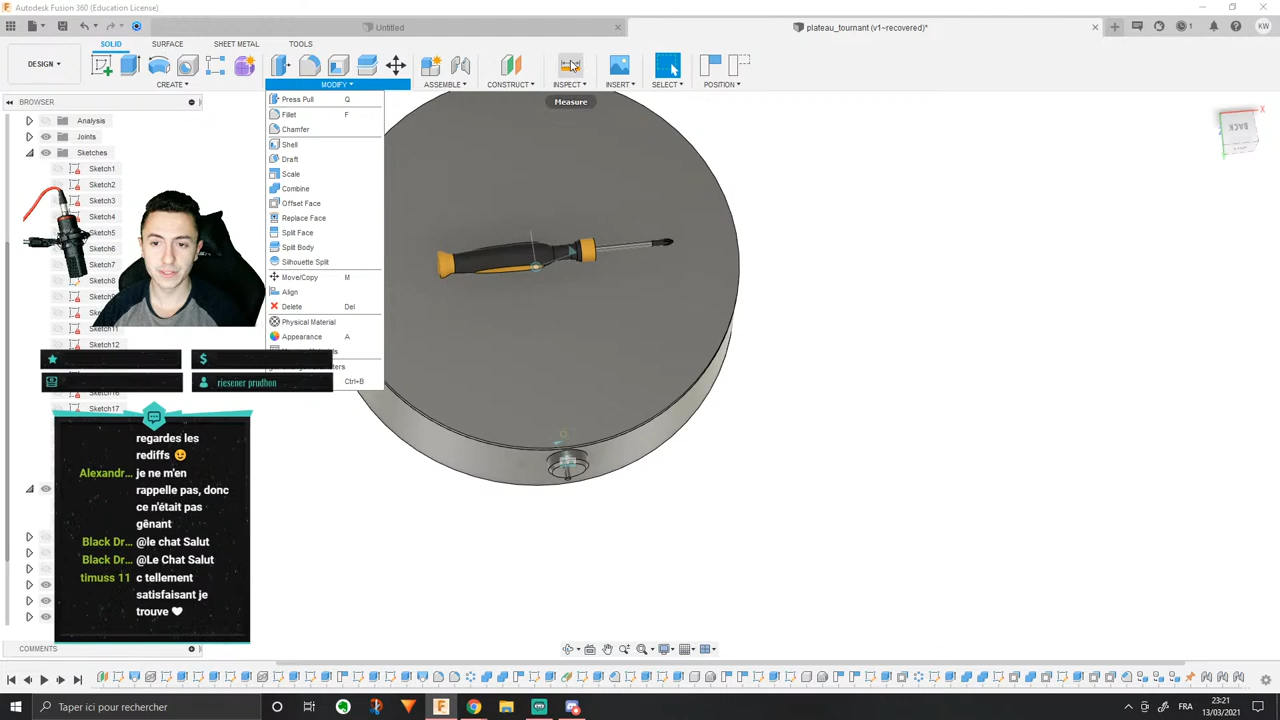 Autodesk Fusion 360 (Education License)
Untitled
plateau_tournant (v1~recovered)*
1
KW
DESIGN
SOLID
SURFACE
SHEET METAL
TOOLS
CREATE
MODIFY
ASSEMBLE
CONSTRUCT
INSPECT
INSERT
SELECT
POSITION
Measure
BROWSER
Analysis
Joints
Sketches
Sketch1
Sketch2
Sketch3
Sketch4
Sketch5
Sketch6
Sketch7
Sketch8
Sketch11
Sketch12
Sketch17
Press Pull Q
Fillet F
Chamfer
Shell
Draft
Scale
Combine
Offset Face
Replace Face
Split Face
Split Body
Silhouette Split
Move/Copy M
Align
Delete Del
Physical Material
Appearance A
Ctrl+B
X
BACK
$
riesener prudhon
regardes les
rediffs 😉
Alexandr... je ne m'en
rappelle pas, donc
ce n'était pas
gênant
Black Dr... @le chat Salut
Black Dr... @Le Chat Salut
timuss 11 c tellement
satisfaisant je
trouve 🤍
COMMENTS
Taper ici pour rechercher
FRA
23:21
13/03/2021